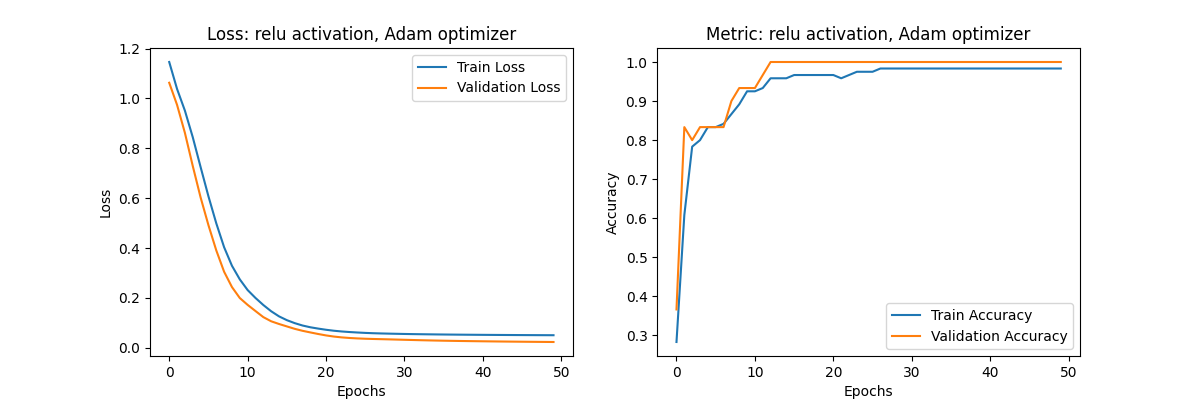 Loss: relu activation, Adam optimizer
1.2
1.0
0.8
0.6
0.4
0.2
0.0
Loss
Train Loss
Validation Loss
0 10 20 30 40 50
Epochs
Metric: relu activation, Adam optimizer
1.0
0.9
0.8
0.7
0.6
0.5
0.4
0.3
Accuracy
Train Accuracy
Validation Accuracy
0 10 20 30 40 50
Epochs